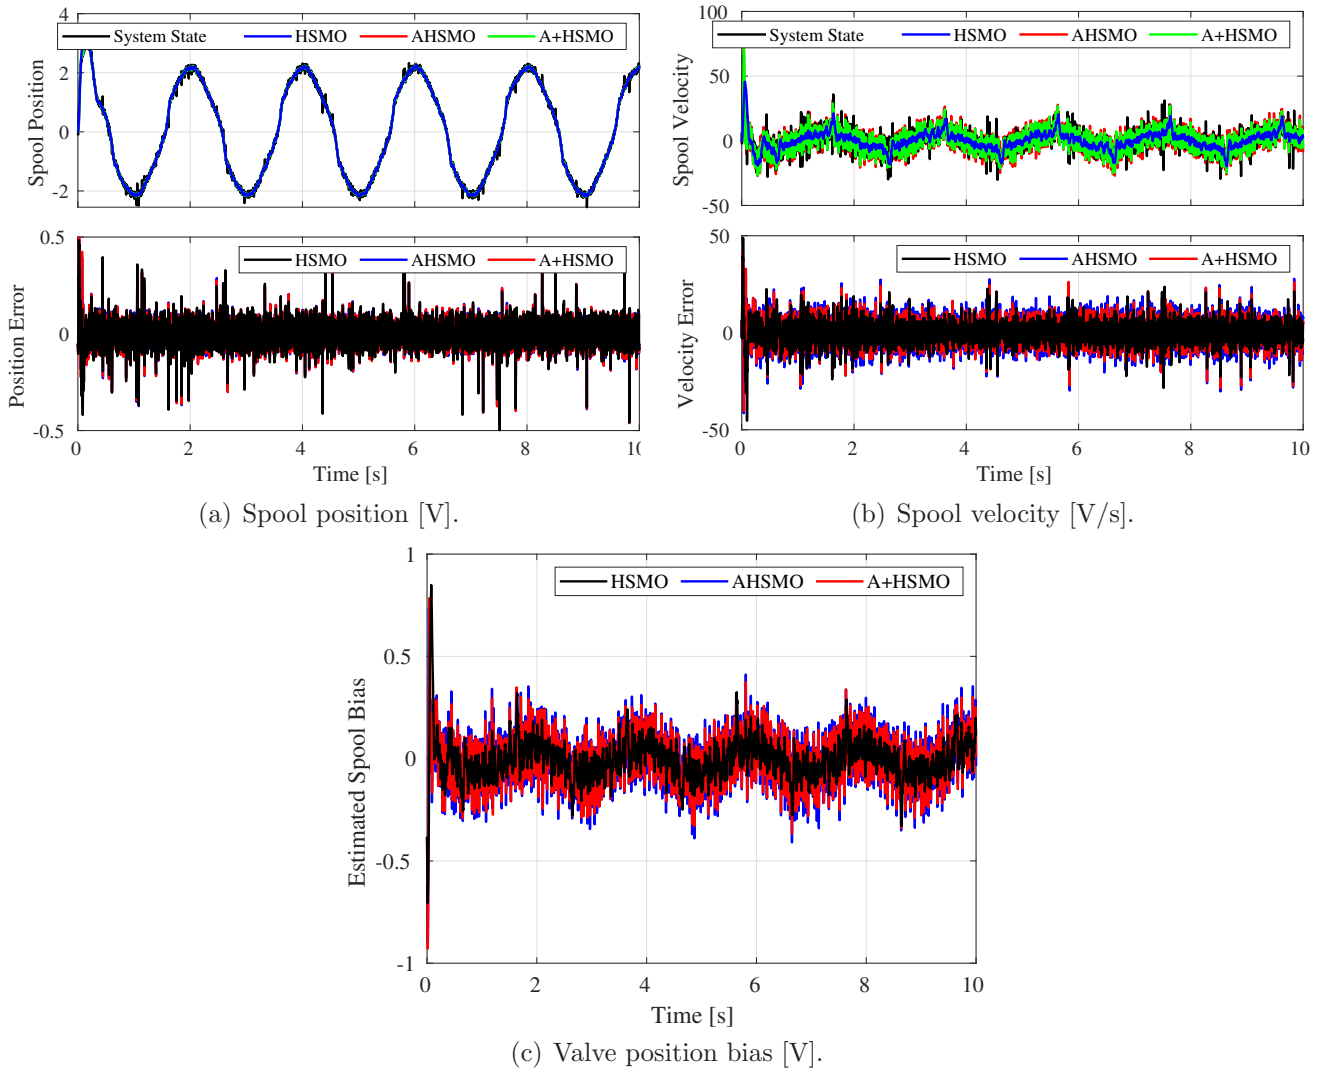 4
2
0
-2
Spool Position
System State HSMO AHSMO A+HSMO
0.5
0
-0.5
Position Error
HSMO AHSMO A+HSMO
0 2 4 6 8 10
Time [s]
(a) Spool position [V].
100
50
0
-50
Spool Velocity
System State HSMO AHSMO A+HSMO
50
0
-50
Velocity Error
HSMO AHSMO A+HSMO
0 2 4 6 8 10
Time [s]
(b) Spool velocity [V/s].
1
0.5
0
-0.5
-1
Estimated Spool Bias
HSMO AHSMO A+HSMO
0 2 4 6 8 10
Time [s]
(c) Valve position bias [V].